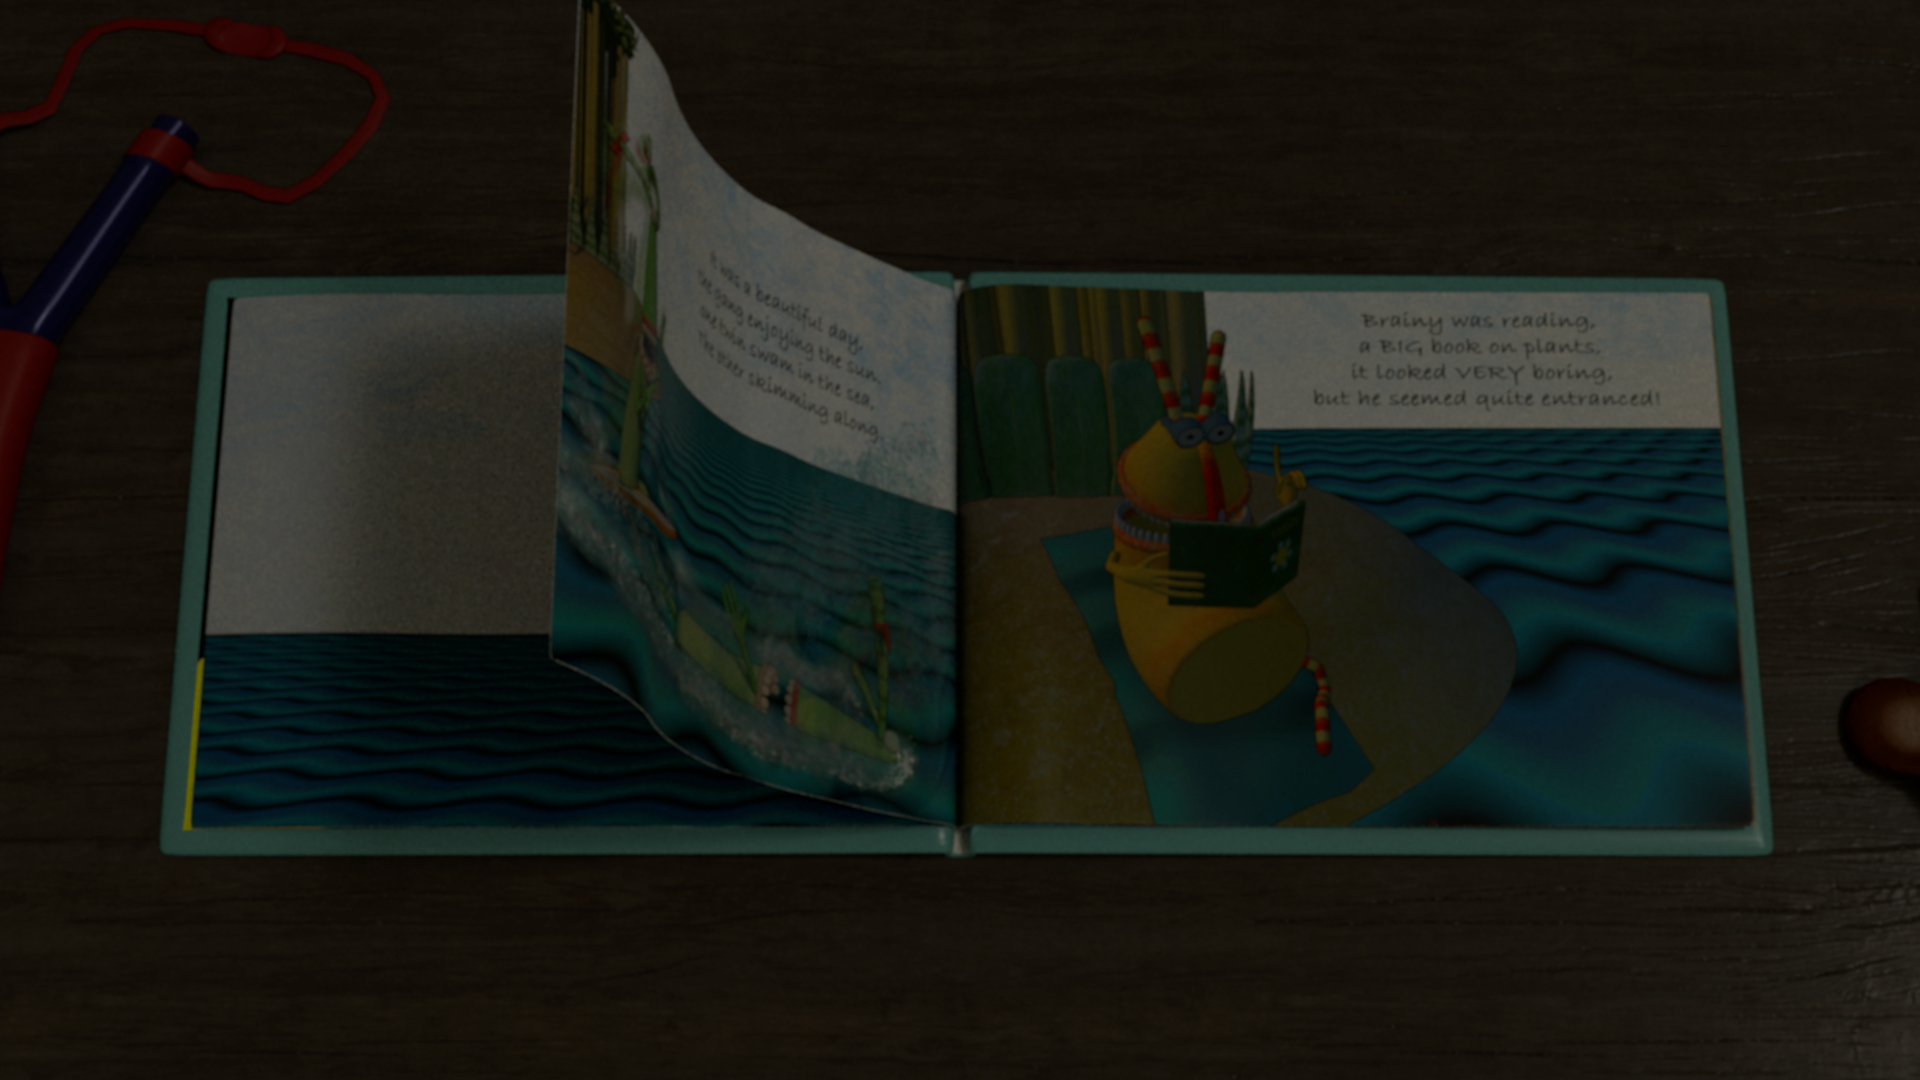 It was a beautiful day,
the gang enjoying the sun.
one twin swam in the sea,
The other skimming along.
Brainy was reading,
a BIG book on plants,
it looked VERY boring,
but he seemed quite entranced!